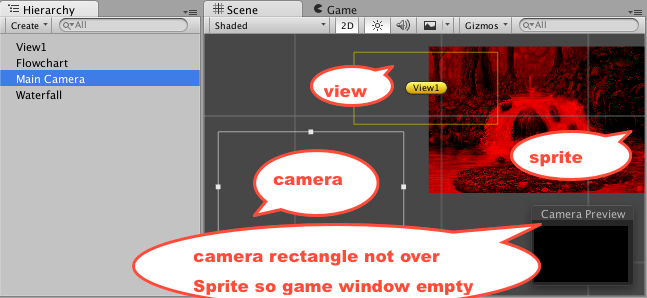 Hierarchy
Create
All
View1
Flowchart
Main Camera
Waterfall
Scene
Game
Shaded
2D
Gizmos
All
view
View1
sprite
camera
Camera Preview
camera rectangle not over
Sprite so game window empty